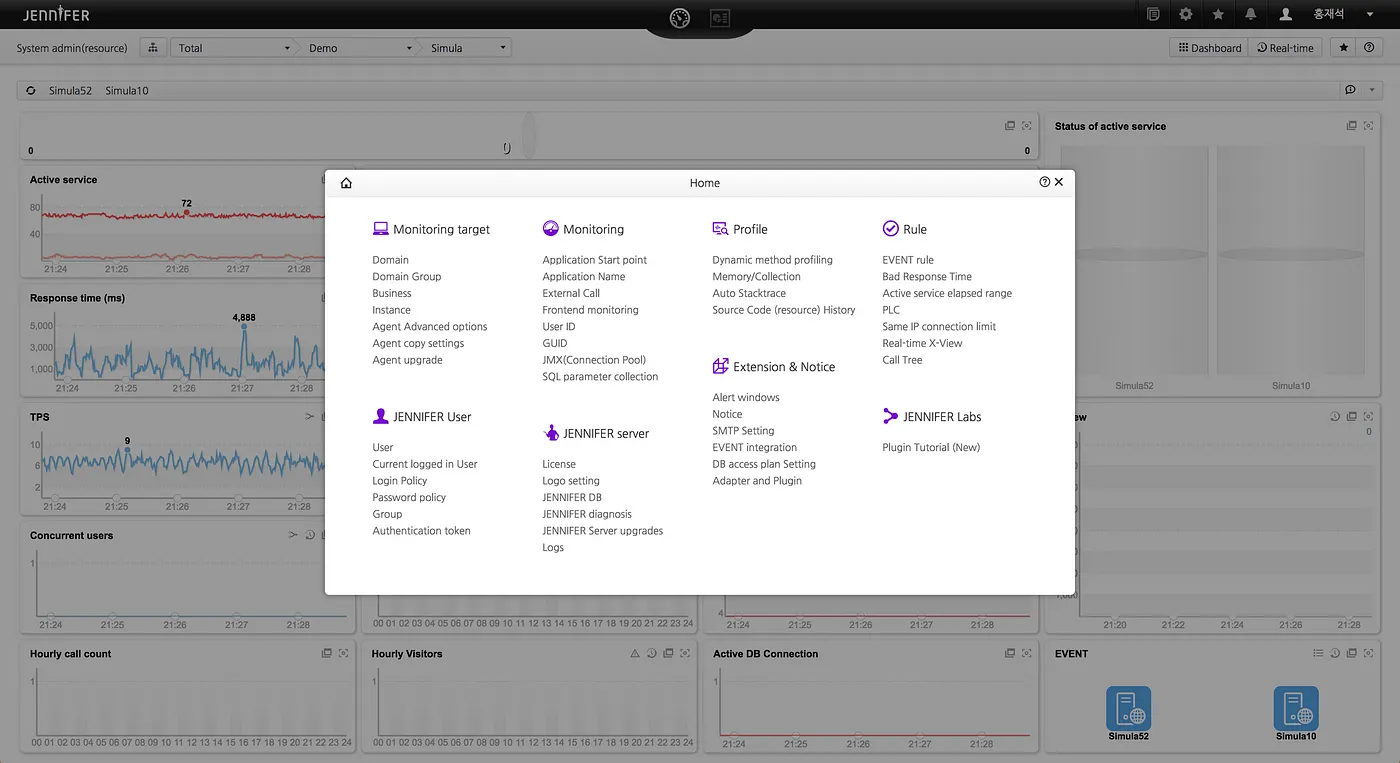 JENNIFER
홍재석
System admin(resource) Total Demo Simula Dashboard Real-time
Simula52 Simula10
0 0 0
Status of active service
Simula52 Simula10
Active service
72
80
40
21:24 21:25 21:26 21:27 21:28
Response time (ms)
4,888
5,000
3,000
1,000
21:24 21:25 21:26 21:27 21:28
TPS
9
10
6
2
21:24 21:25 21:26 21:27 21:28
Concurrent users
1
21:24 21:25 21:26 21:27 21:28
Home
Monitoring target
Domain
Domain Group
Business
Instance
Agent Advanced options
Agent copy settings
Agent upgrade
Monitoring
Application Start point
Application Name
External Call
Frontend monitoring
User ID
GUID
JMX(Connection Pool)
SQL parameter collection
Profile
Dynamic method profiling
Memory/Collection
Auto Stacktrace
Source Code (resource) History
Rule
EVENT rule
Bad Response Time
Active service elapsed range
PLC
Same IP connection limit
Real-time X-View
Call Tree
Extension & Notice
Alert windows
Notice
SMTP Setting
EVENT integration
DB access plan Setting
Adapter and Plugin
JENNIFER User
User
Current logged in User
Login Policy
Password policy
Group
Authentication token
JENNIFER server
License
Logo setting
JENNIFER DB
JENNIFER diagnosis
JENNIFER Server upgrades
Logs
JENNIFER Labs
Plugin Tutorial (New)
ew
0
1,000
21:20 21:22 21:24 21:26 21:28
00 01 02 03 04 05 06 07 08 09 10 11 12 13 14 15 16 17 18 19 20 21 22 23 24
4
21:24 21:25 21:26 21:27 21:28
Hourly call count
1
00 01 02 03 04 05 06 07 08 09 10 11 12 13 14 15 16 17 18 19 20 21 22 23 24
Hourly Visitors
1
00 01 02 03 04 05 06 07 08 09 10 11 12 13 14 15 16 17 18 19 20 21 22 23 24
Active DB Connection
1
21:24 21:25 21:26 21:27 21:28
EVENT
Simula52 Simula10